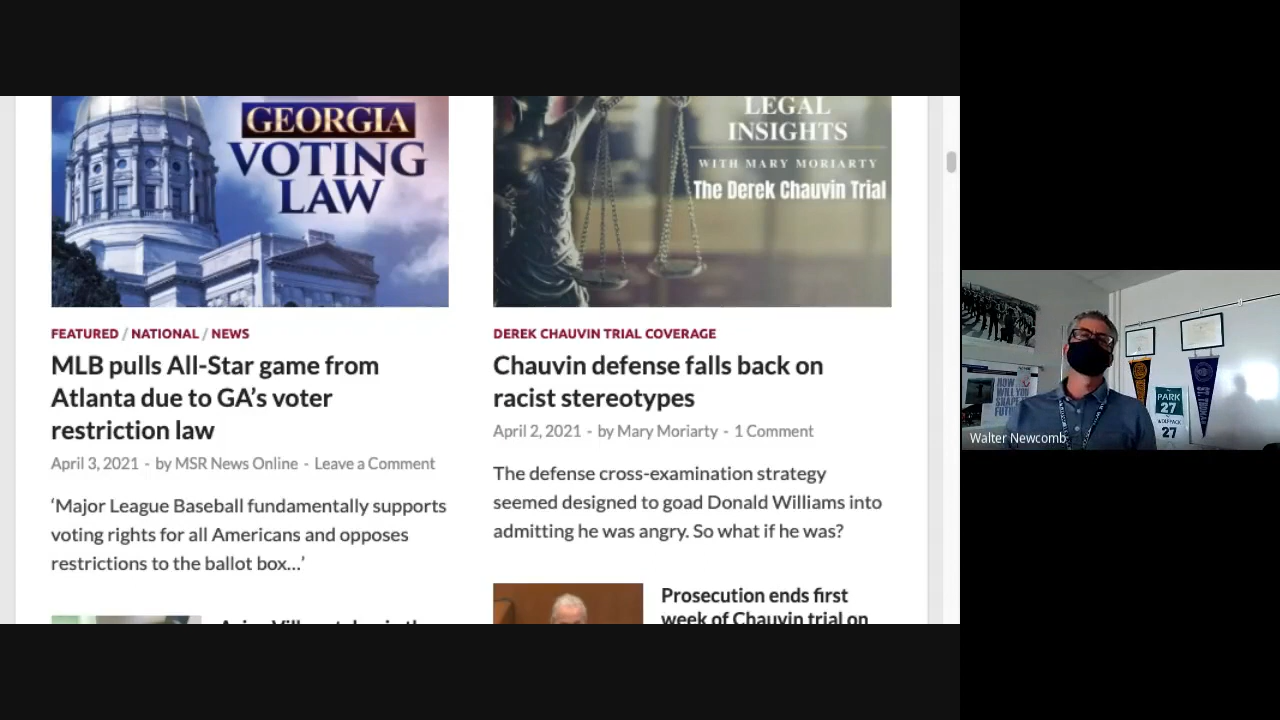 GEORGIA
VOTING
LAW
FEATURED / NATIONAL / NEWS
MLB pulls All-Star game from
Atlanta due to GA’s voter
restriction law
April 3, 2021 - by MSR News Online - Leave a Comment
‘Major League Baseball fundamentally supports
voting rights for all Americans and opposes
restrictions to the ballot box…’
LEGAL
INSIGHTS
WITH MARY MORIARTY
The Derek Chauvin Trial
DEREK CHAUVIN TRIAL COVERAGE
Chauvin defense falls back on
racist stereotypes
April 2, 2021 - by Mary Moriarty - 1 Comment
The defense cross-examination strategy
seemed designed to goad Donald Williams into
admitting he was angry. So what if he was?
Prosecution ends first
week of Chauvin trial on
HOW
WILL YOU
SHAPE
PARK
27
27
Walter Newcomb